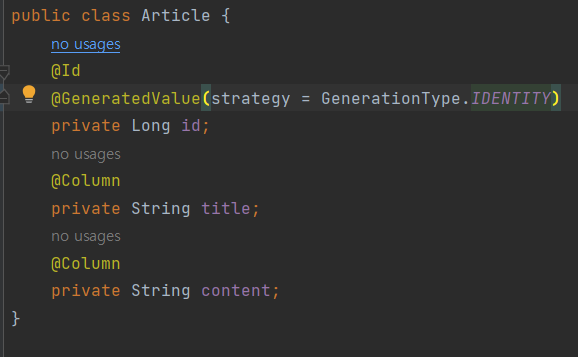 public class Article {
no usages
@Id
@GeneratedValue(strategy = GenerationType.IDENTITY)
private Long id;
no usages
@Column
private String title;
no usages
@Column
private String content;
}